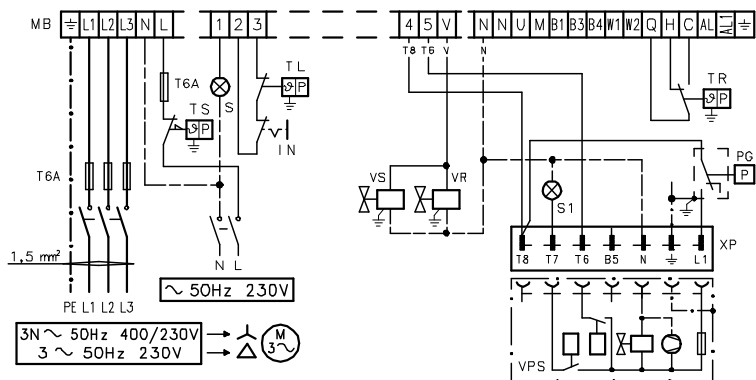 MB ⏚ L1 L2 L3 N L 1 2 3 4 5 V N N U M B1 B3 B4 W1 W2 Q H C AL AL1 ⏚
T8 T6 V N
T6A
TS
ϑ P
S
TL
ϑ P
IN
TR
ϑ P
T6A
VS
VR
S1
PG
P
1,5 mm²
N L
PE L1 L2 L3
~ 50Hz 230V
XP
T8 T7 T6 B5 N ⏚ L1
3N ~ 50Hz 400/230V
3 ~ 50Hz 230V
M
3~
VPS